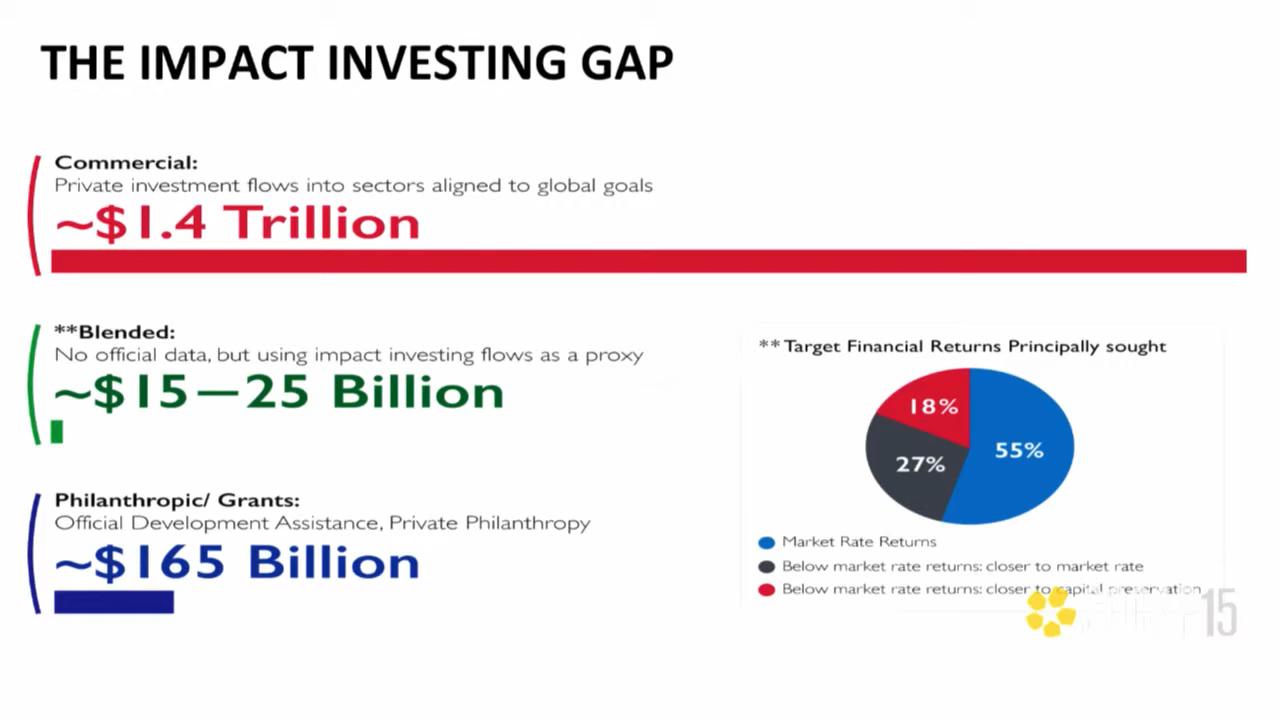 THE IMPACT INVESTING GAP
Commercial:
Private investment flows into sectors aligned to global goals
~$1.4 Trillion
**Blended:
No official data, but using impact investing flows as a proxy
~$15—25 Billion
Philanthropic/ Grants:
Official Development Assistance, Private Philanthropy
~$165 Billion
** Target Financial Returns Principally sought
18%
55%
27%
Market Rate Returns
Below market rate returns: closer to market rate
Below market rate returns: closer to capital preservation
15